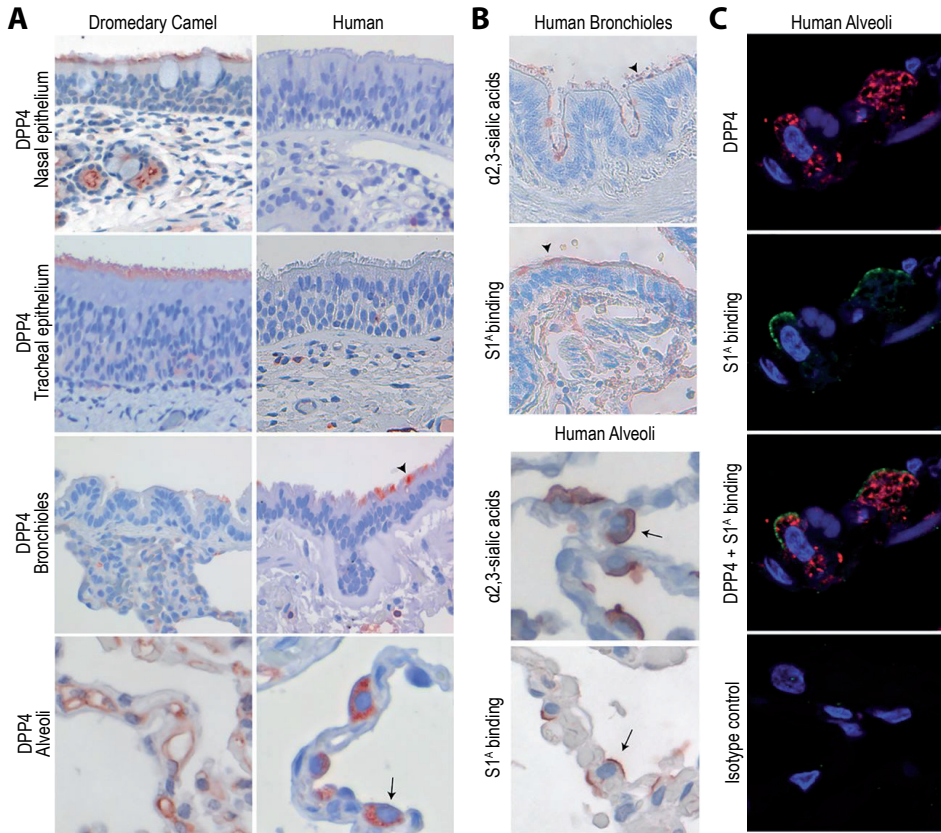 A
Dromedary Camel
Human
DPP4
Nasal epithelium
DPP4
Tracheal epithelium
DPP4
Bronchioles
DPP4
Alveoli
B
Human Bronchioles
α2,3-sialic acids
S1ᴬ binding
Human Alveoli
α2,3-sialic acids
S1ᴬ binding
C
Human Alveoli
DPP4
S1ᴬ binding
DPP4 + S1ᴬ binding
Isotype control